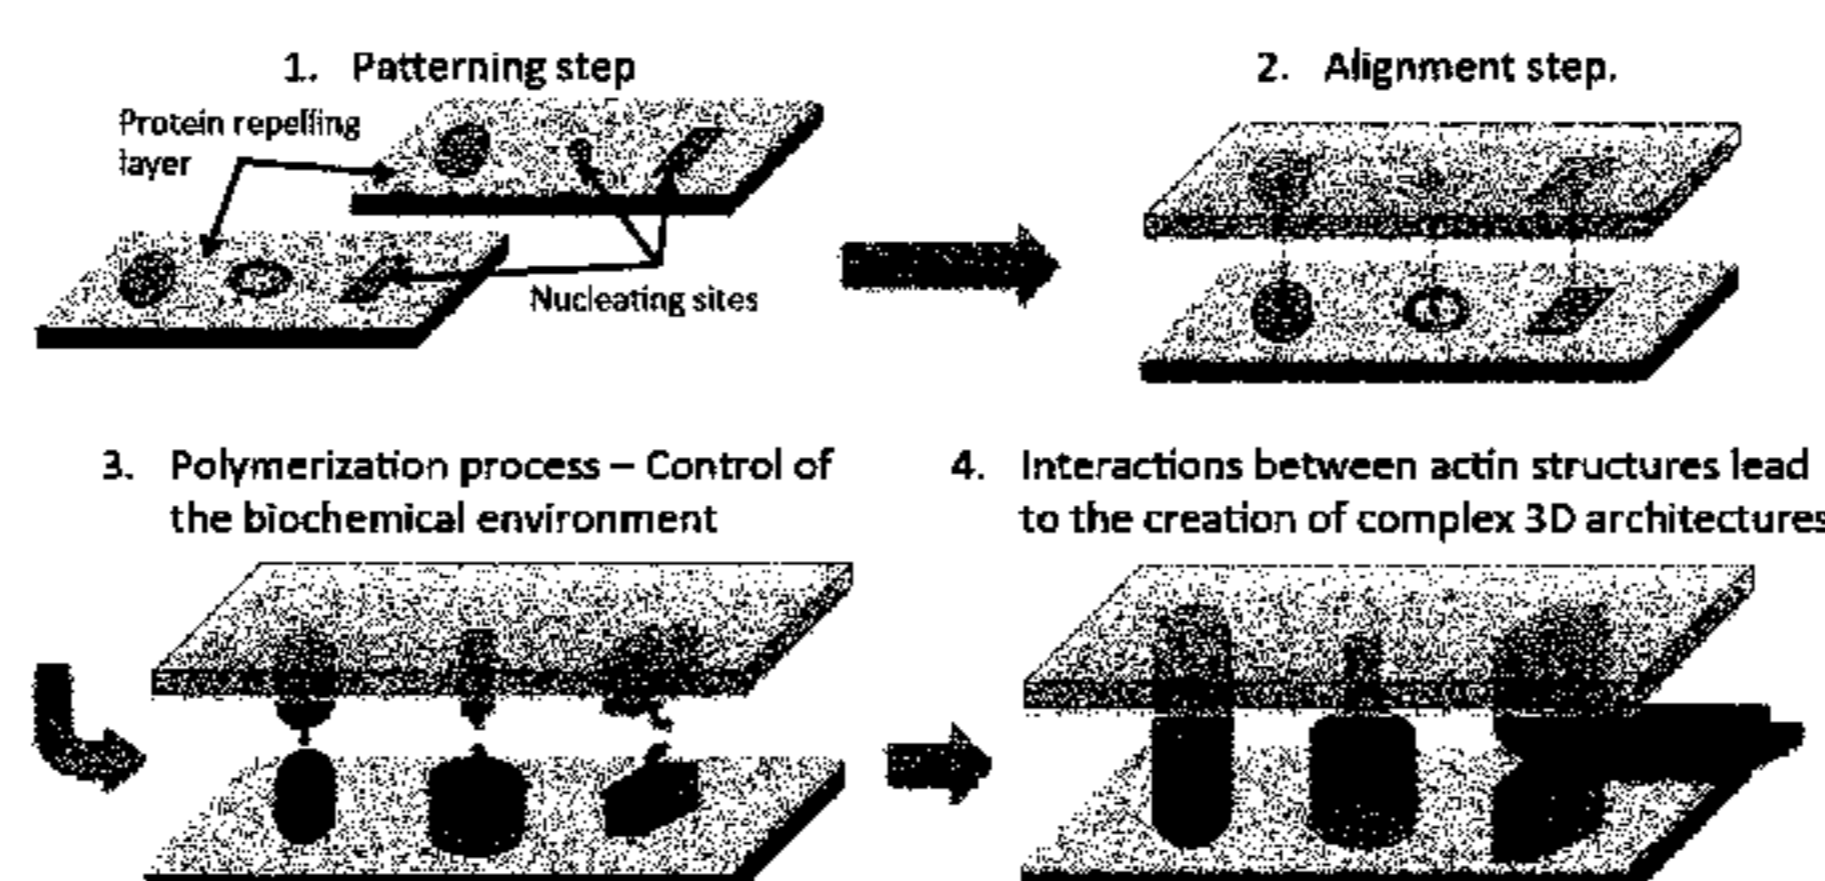 1. Patterning step
Protein repelling
layer
Nucleating sites
2. Alignment step.
3. Polymerization process – Control of
the biochemical environment
4. Interactions between actin structures lead
to the creation of complex 3D architectures